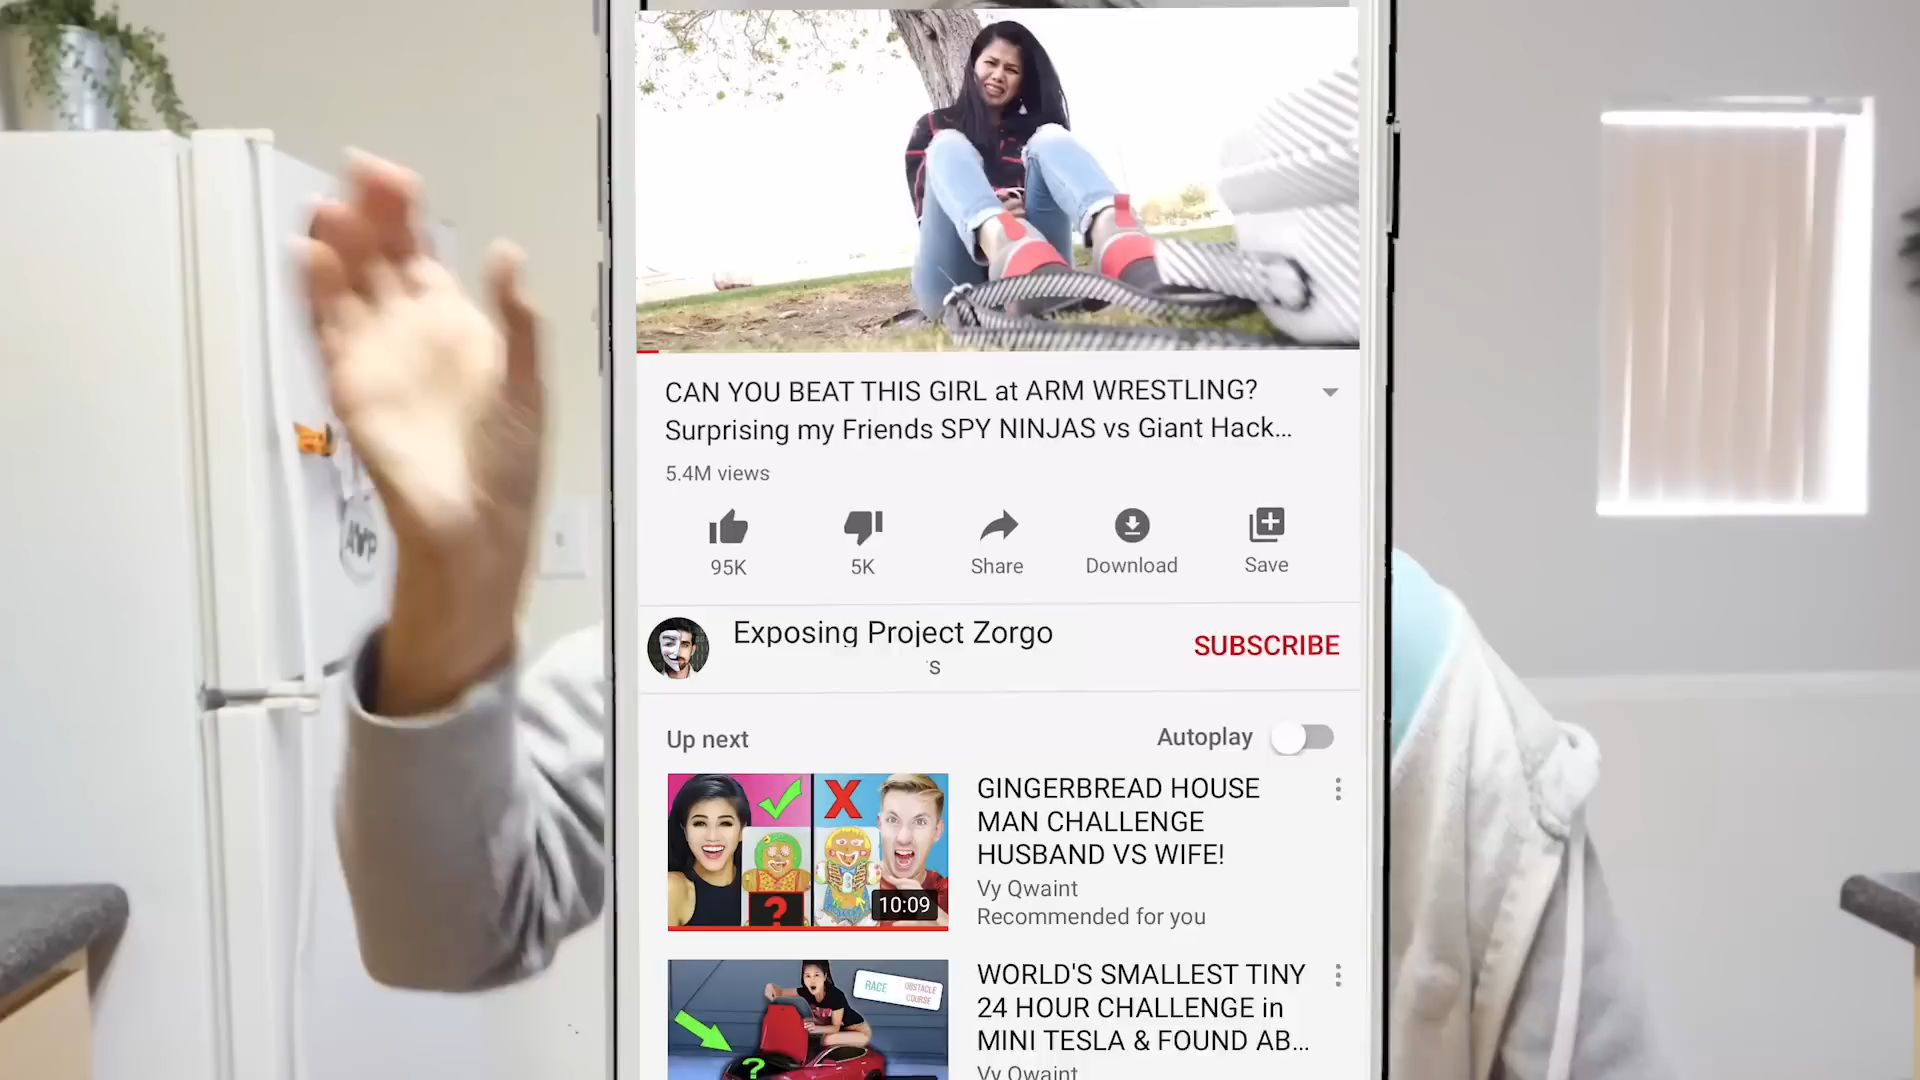 CAN YOU BEAT THIS GIRL at ARM WRESTLING?
Surprising my Friends SPY NINJAS vs Giant Hack...
5.4M views
95K
5K
Share
Download
Save
Exposing Project Zorgo
s
SUBSCRIBE
Up next
Autoplay
GINGERBREAD HOUSE
MAN CHALLENGE
HUSBAND VS WIFE!
Vy Qwaint
Recommended for you
X
?
10:09
WORLD'S SMALLEST TINY
24 HOUR CHALLENGE in
MINI TESLA & FOUND AB...
Vy Qwaint
RACE
OBSTACLE
COURSE
?